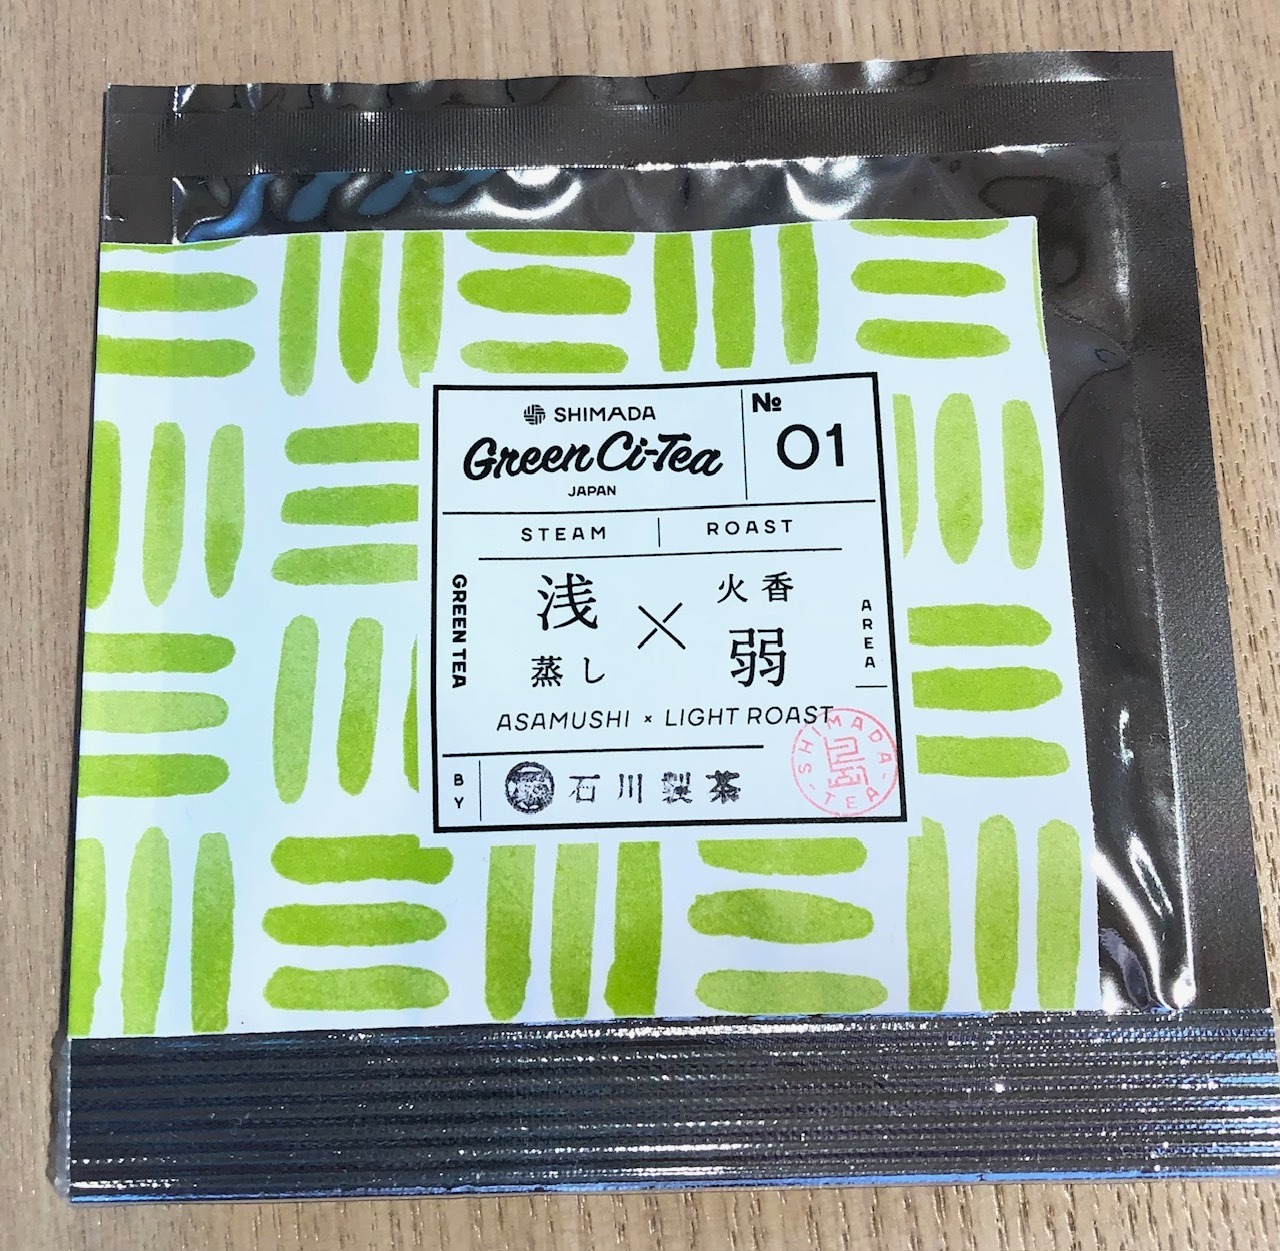 SHIMADA
Green Ci-Tea
JAPAN
№
01
STEAM
ROAST
GREEN TEA
浅
蒸し
×
火香
弱
AREA
ASAMUSHI × LIGHT ROAST
BY
石川製茶
SHIMADA
TEA